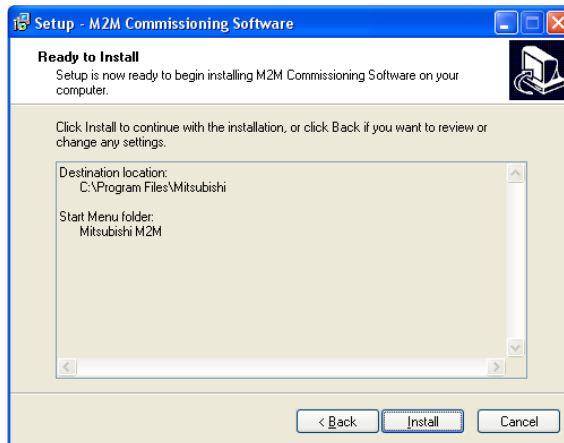 Setup - M2M Commissioning Software
Ready to Install
Setup is now ready to begin installing M2M Commissioning Software on your
computer.
Click Install to continue with the installation, or click Back if you want to review or
change any settings.
Destination location:
C:\Program Files\Mitsubishi
Start Menu folder:
Mitsubishi M2M
< Back
Install
Cancel